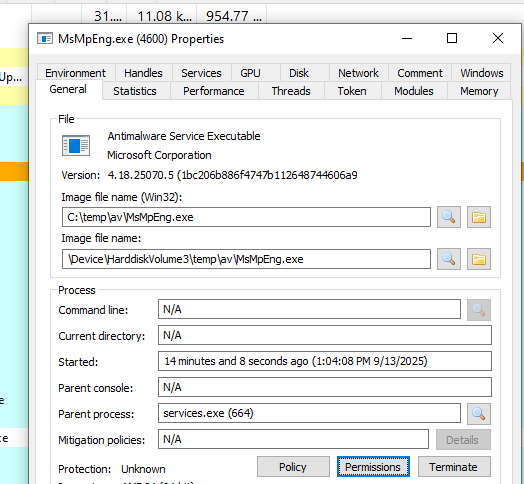 31.... 11.08 k... 954.77 ...
MsMpEng.exe (4600) Properties
Up...
Environment Handles Services GPU Disk Network Comment Windows
General Statistics Performance Threads Token Modules Memory
File
Antimalware Service Executable
Microsoft Corporation
Version: 4.18.25070.5 (1bc206b886f4747b112648744606a9
Image file name (Win32):
C:\temp\av\MsMpEng.exe
Image file name:
\Device\HarddiskVolume3\temp\av\MsMpEng.exe
Process
Command line: N/A
Current directory: N/A
Started: 14 minutes and 8 seconds ago (1:04:08 PM 9/13/2025)
Parent console: N/A
Parent process: services.exe (664)
Mitigation policies: N/A Details
Protection: Unknown Policy Permissions Terminate